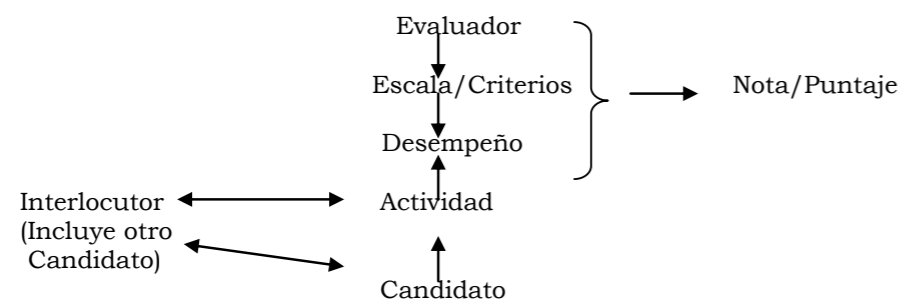 Evaluador
Escala/Criterios
Nota/Puntaje
Desempeño
Interlocutor
(Incluye otro
Candidato)
Actividad
Candidato